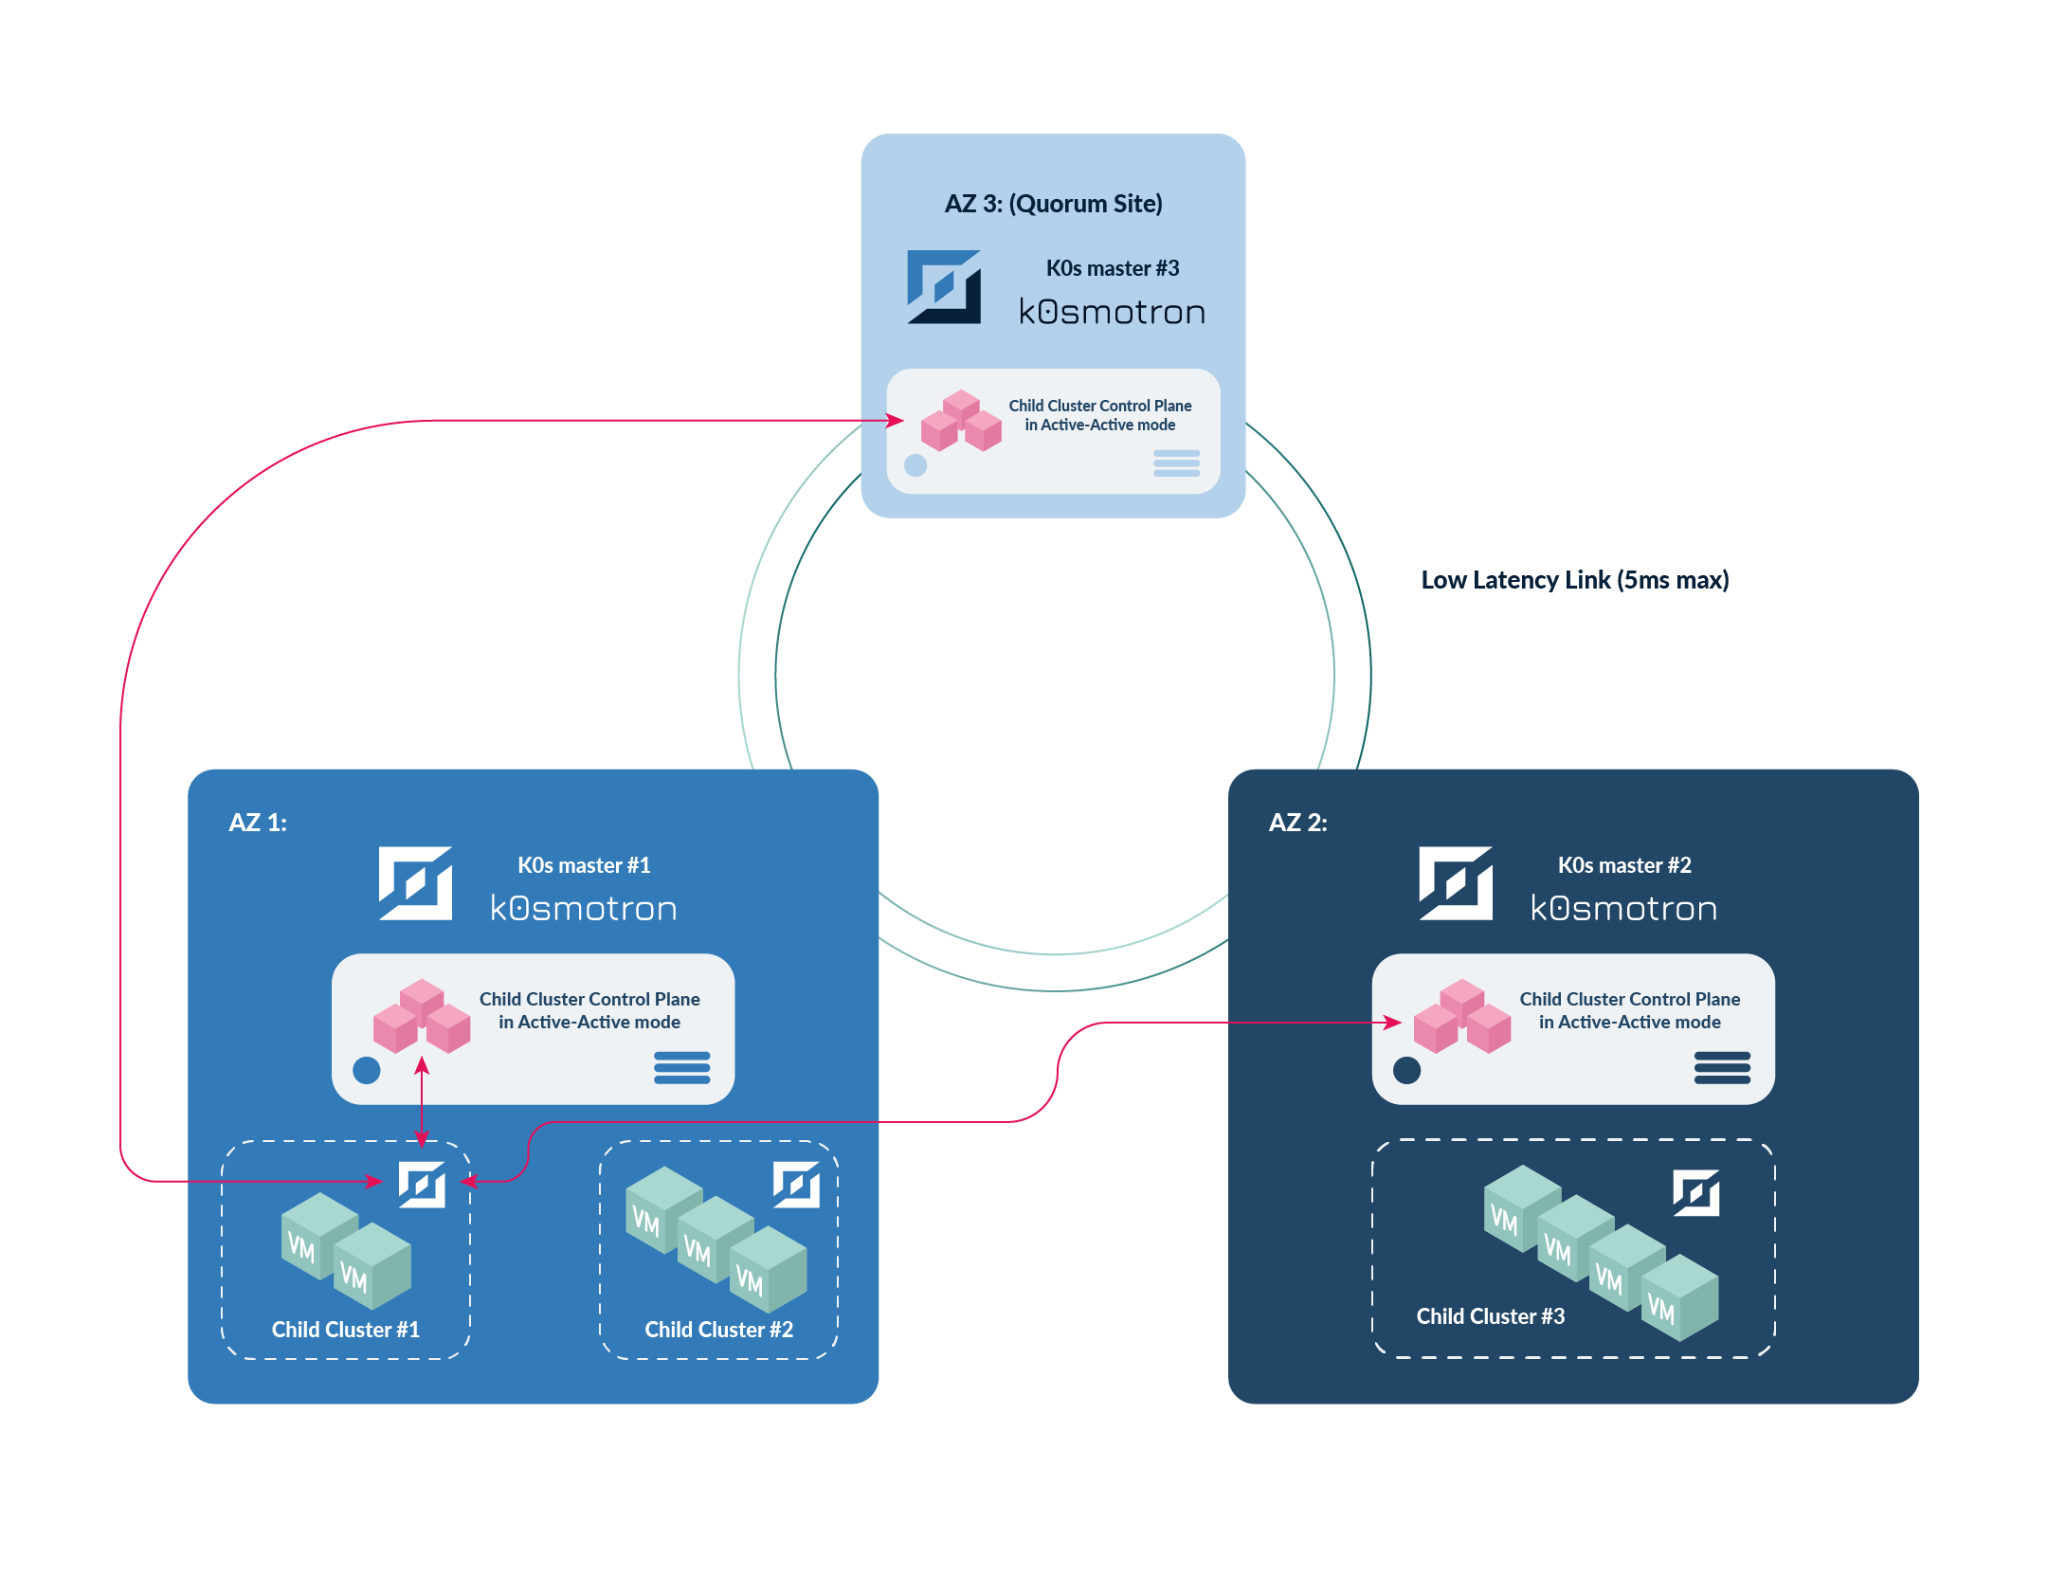 AZ 3: (Quorum Site)
K0s master #3
k0smotron
Child Cluster Control Plane
in Active-Active mode
Low Latency Link (5ms max)
AZ 1:
K0s master #1
k0smotron
Child Cluster Control Plane
in Active-Active mode
VM
VM
Child Cluster #1
VM
VM
VM
Child Cluster #2
AZ 2:
K0s master #2
k0smotron
Child Cluster Control Plane
in Active-Active mode
VM
VM
VM
VM
Child Cluster #3